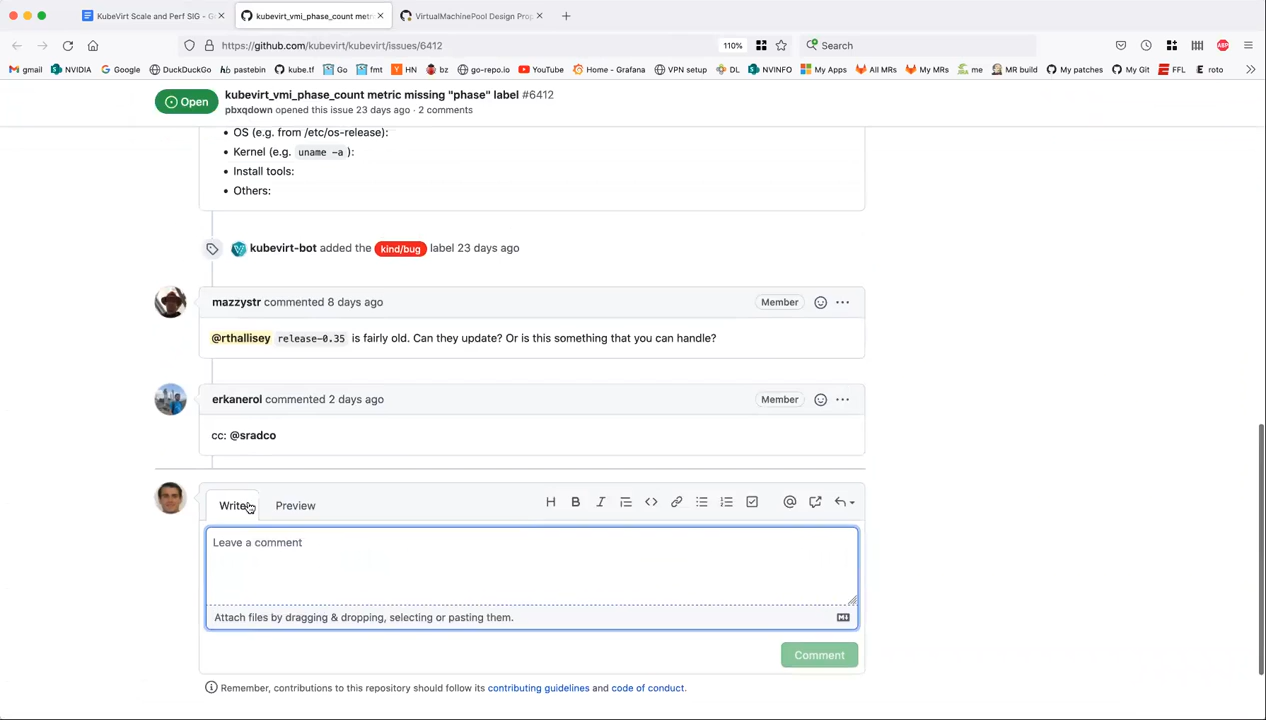 KubeVirt Scale and Perf SIG - G
kubevirt_vmi_phase_count metr
VirtualMachinePool Design Prop
https://github.com/kubevirt/kubevirt/issues/6412
110%
Search
gmail NVIDIA Google DuckDuckGo pastebin kube.tf Go fmt HN bz go-repo.io YouTube Home - Grafana VPN setup DL NVINFO My Apps All MRs My MRs me MR build My patches My Git FFL roto
Open
kubevirt_vmi_phase_count metric missing "phase" label #6412
pbxqdown opened this issue 23 days ago · 2 comments
• OS (e.g. from /etc/os-release):
• Kernel (e.g. uname -a ):
• Install tools:
• Others:
kubevirt-bot added the kind/bug label 23 days ago
mazzystr commented 8 days ago
Member
@rthallisey release-0.35 is fairly old. Can they update? Or is this something that you can handle?
erkanerol commented 2 days ago
Member
cc: @sradco
Write Preview
Leave a comment
Attach files by dragging & dropping, selecting or pasting them.
Comment
Remember, contributions to this repository should follow its contributing guidelines and code of conduct.